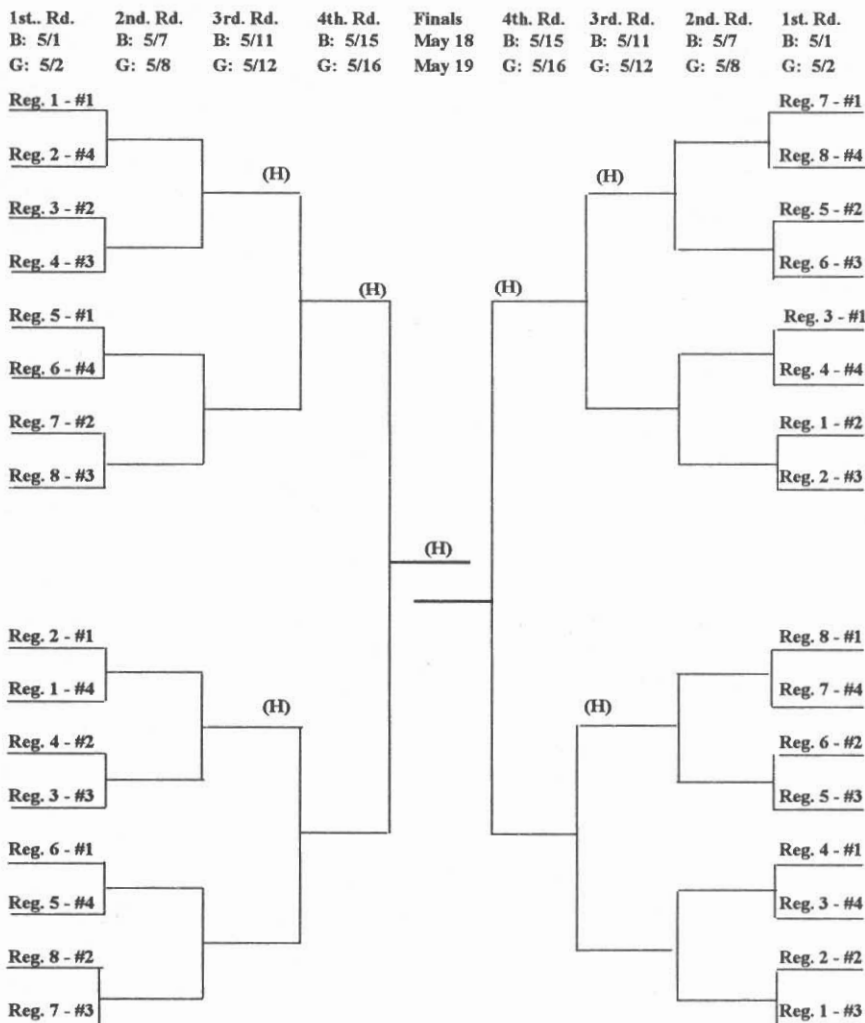 1st.. Rd. 2nd. Rd. 3rd. Rd. 4th. Rd. Finals 4th. Rd. 3rd. Rd. 2nd. Rd. 1st. Rd.
B: 5/1 B: 5/7 B: 5/11 B: 5/15 May 18 B: 5/15 B: 5/11 B: 5/7 B: 5/1
G: 5/2 G: 5/8 G: 5/12 G: 5/16 May 19 G: 5/16 G: 5/12 G: 5/8 G: 5/2
Reg. 1 - #1 Reg. 7 - #1
Reg. 2 - #4 Reg. 8 - #4
(H) (H)
Reg. 3 - #2 Reg. 5 - #2
Reg. 4 - #3 Reg. 6 - #3
(H) (H)
Reg. 5 - #1 Reg. 3 - #1
Reg. 6 - #4 Reg. 4 - #4
Reg. 7 - #2 Reg. 1 - #2
Reg. 8 - #3 Reg. 2 - #3
(H)
Reg. 2 - #1 Reg. 8 - #1
Reg. 1 - #4 Reg. 7 - #4
(H) (H)
Reg. 4 - #2 Reg. 6 - #2
Reg. 3 - #3 Reg. 5 - #3
Reg. 6 - #1 Reg. 4 - #1
Reg. 5 - #4 Reg. 3 - #4
Reg. 8 - #2 Reg. 2 - #2
Reg. 7 - #3 Reg. 1 - #3